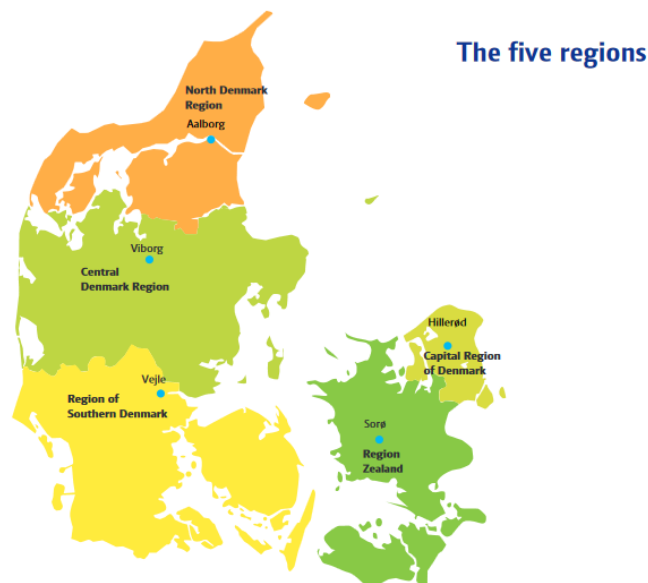 The five regions
North Denmark
Region
Aalborg
Viborg
Central
Denmark Region
Hillerød
Capital Region
of Denmark
Vejle
Region of
Southern Denmark
Sorø
Region
Zealand